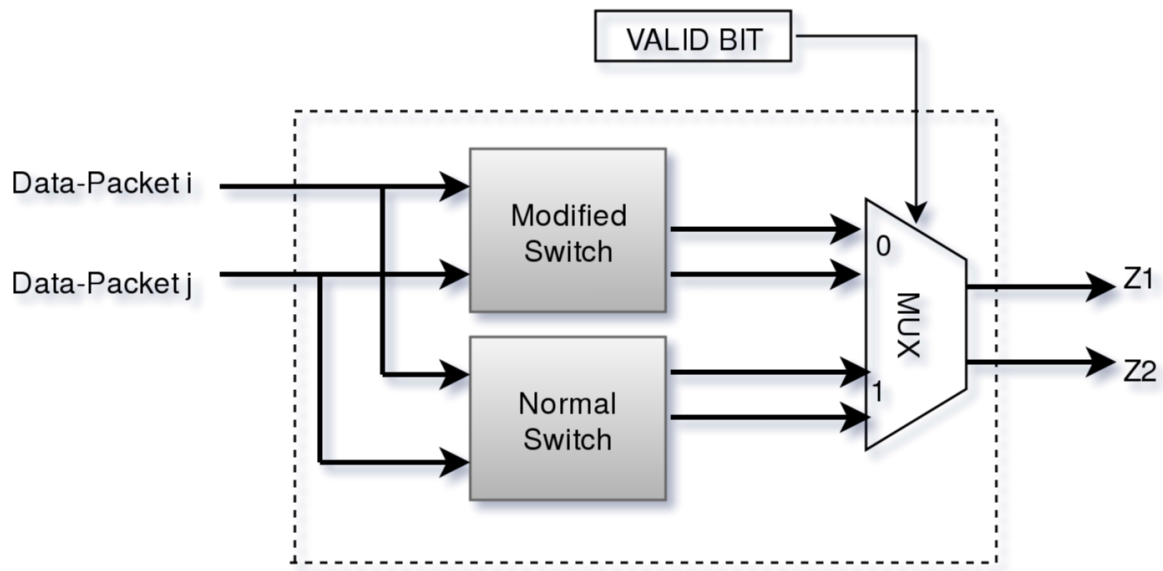 VALID BIT
Data-Packet i
Data-Packet j
Modified
Switch
Normal
Switch
0
1
MUX
Z1
Z2